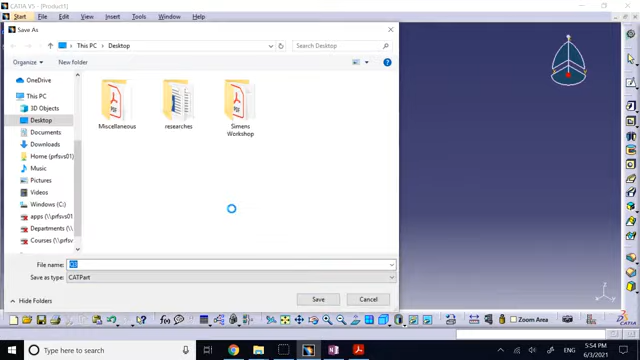 CATIA V5 - [Product1]
Start File Edit View Insert Tools Window Help
Save As
This PC > Desktop
Search Desktop
Organize New folder
OneDrive
This PC
3D Objects
Desktop
Documents
Downloads
Home (prfsvs01)
Music
Pictures
Videos
Windows (C:)
apps (\\prfsvs01)
Departments (\\p
Courses (\\prfsvs
Miscellaneous
researches
Simens
Workshop
File name:
Save as type: CATPart
Hide Folders
Save
Cancel
f(x)
Zoom Area
Type here to search
ENG
5:54 PM
6/3/2021